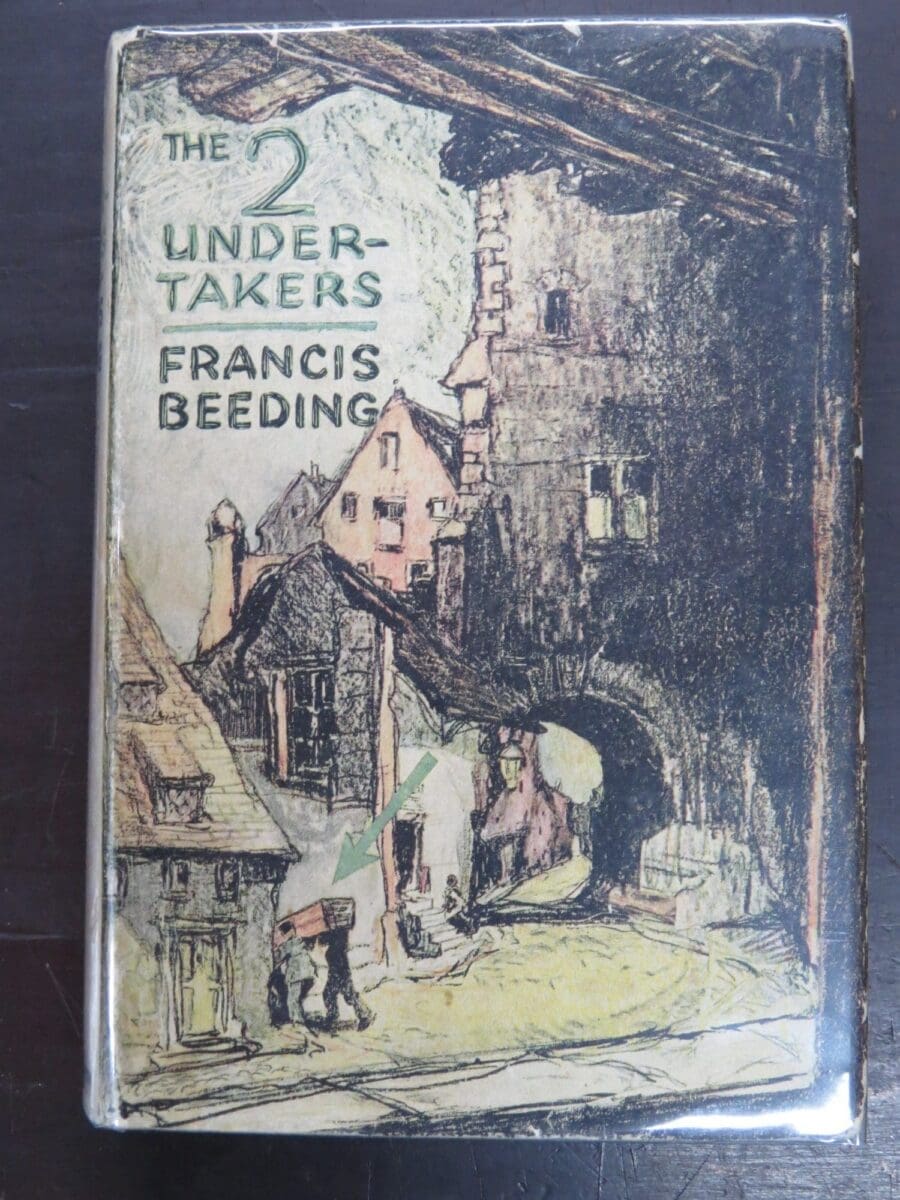 THE 2
UNDER-
TAKERS
FRANCIS
BEEDING